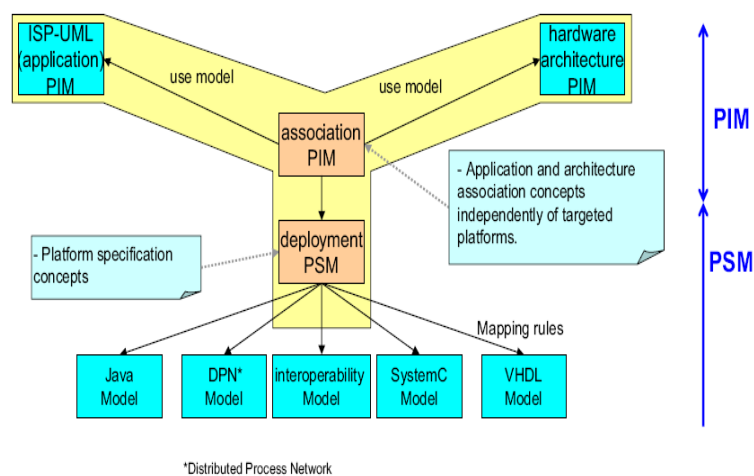 ISP-UML
(application)
PIM
hardware
architecture
PIM
use model
use model
association
PIM
- Application and architecture
association concepts
independently of targeted
platforms.
PIM
- Platform specification
concepts
deployment
PSM
PSM
Mapping rules
Java
Model
DPN*
Model
interoperability
Model
SystemC
Model
VHDL
Model
*Distributed Process Network